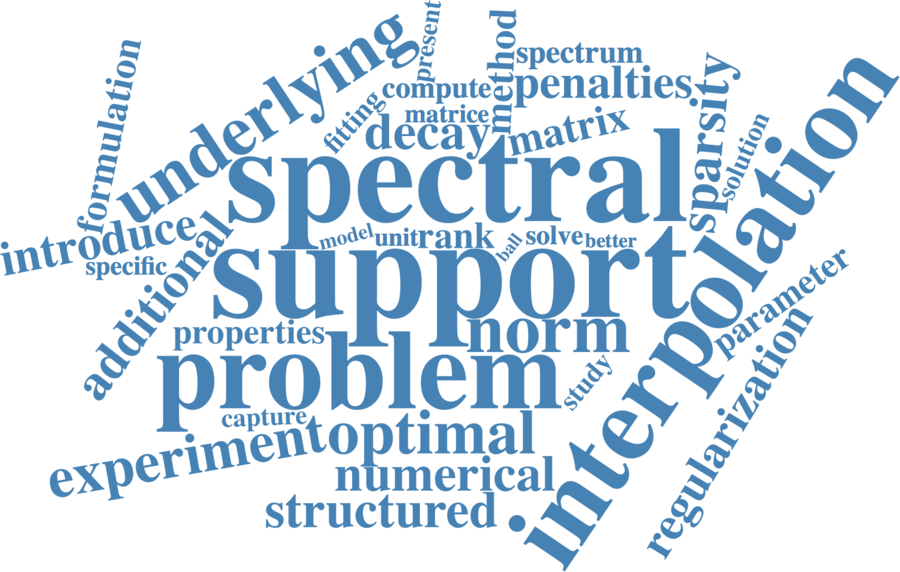 present
method
formulation
underlying
spectrum
compute
penalties
fitting
matrice
decay
matrix
sparsity
solution
interpolation
spectral
introduce
specific
additional
model
unit
rank
ball
solve
better
support
properties
norm
parameter
problem
study
regularization
capture
experiment
optimal
numerical
structured